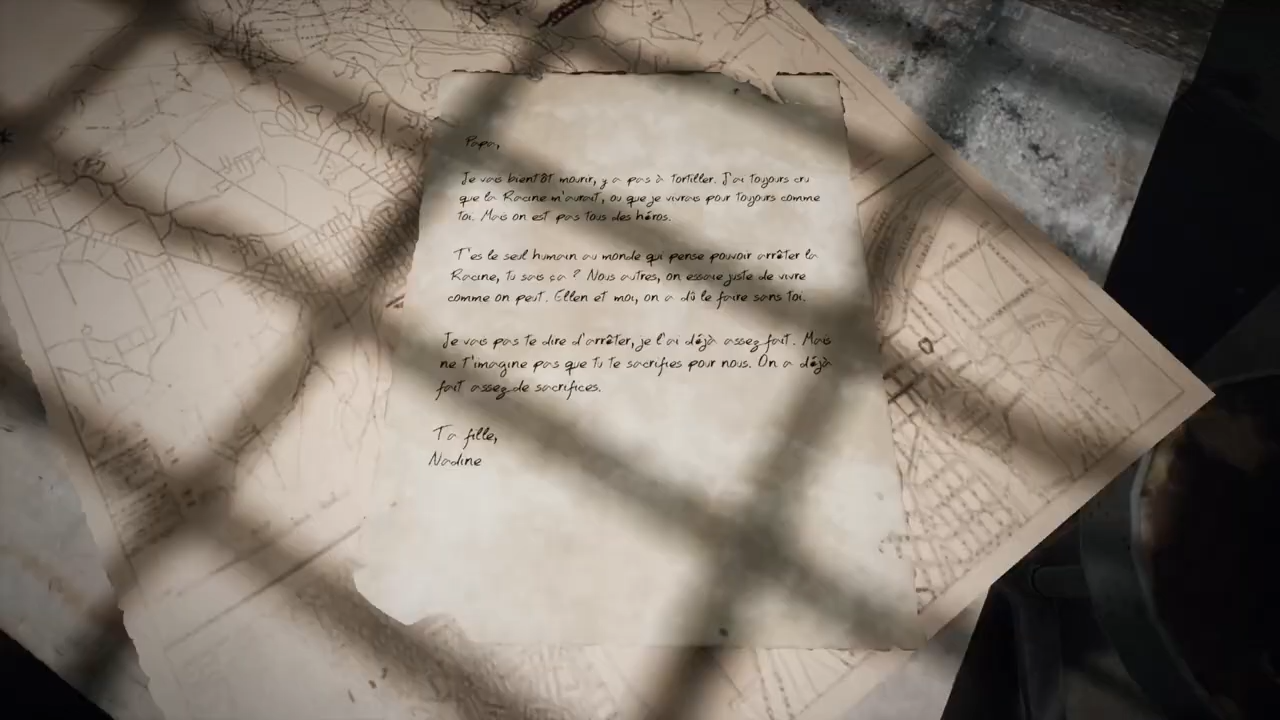 Papa,
Je vais bientôt mourir, y a pas à tortiller. J'ai toujours cru
que la Racine m'aurait, ou que je vivrais pour toujours comme
toi. Mais on est pas tous des héros.
T'es le seul humain au monde qui pense pouvoir arrêter la
Racine, tu sais ça ? Nous autres, on essaie juste de vivre
comme on peut. Ellen et moi, on a dû le faire sans toi.
Je vais pas te dire d'arrêter, je l'ai déjà assez fait. Mais
ne t'imagine pas que tu te sacrifies pour nous. On a déjà
fait assez de sacrifices.
Ta fille,
Nadine